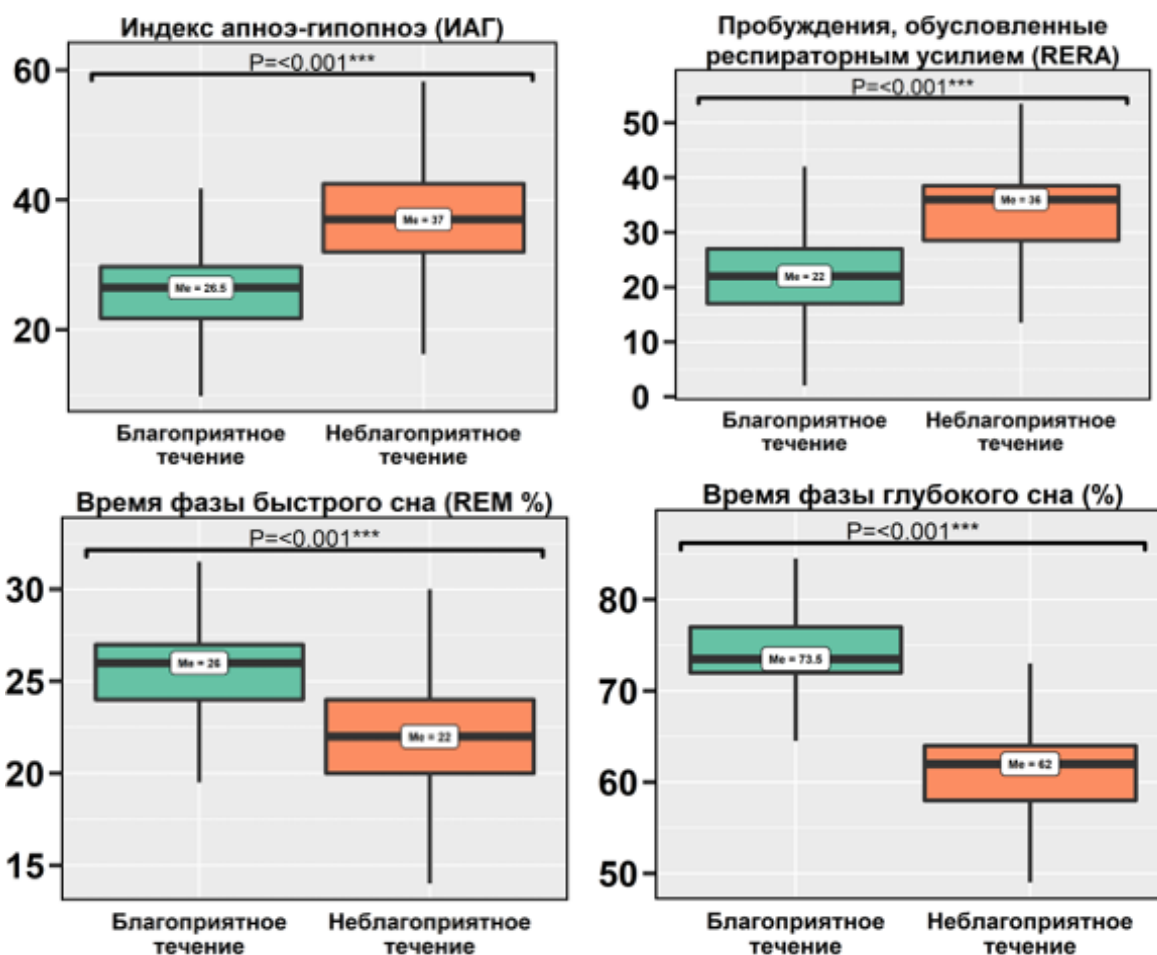 Индекс апноэ-гипопноэ (ИАГ)
P=<0.001***
60
40
20
Me = 26.5
Me = 37
Благоприятное
течение
Неблагоприятное
течение
Пробуждения, обусловленные
респираторным усилием (RERA)
P=<0.001***
50
40
30
20
10
0
Me = 22
Me = 36
Благоприятное
течение
Неблагоприятное
течение
Время фазы быстрого сна (REM %)
P=<0.001***
30
25
20
15
Me = 26
Me = 22
Благоприятное
течение
Неблагоприятное
течение
Время фазы глубокого сна (%)
P=<0.001***
80
70
60
50
Me = 73.5
Me = 62
Благоприятное
течение
Неблагоприятное
течение